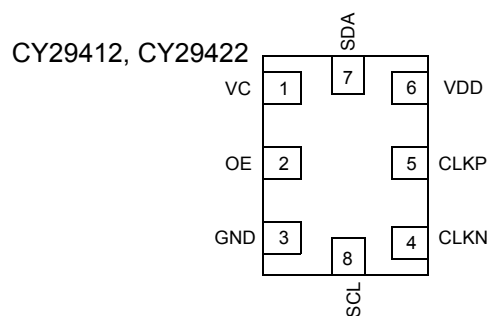 SDA
CY29412, CY29422
7
VC 1 6 VDD
OE 2 5 CLKP
GND 3 4 CLKN
8
SCL